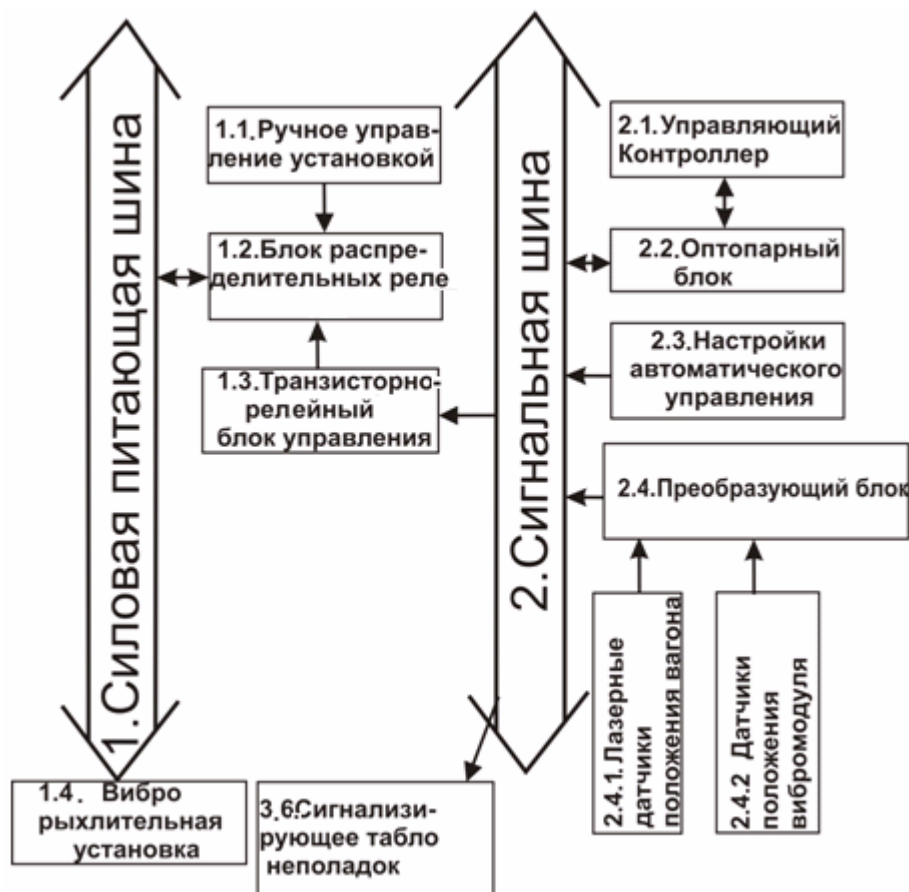 1.Силовая питающая шина
1.1.Ручное управ-
ление установкой
1.2.Блок распре-
делительных реле
1.3.Транзисторно-
релейный
блок управления
1.4. Вибро
рыхлительная
установка
2.Сигнальная шина
2.1.Управляющий
Контроллер
2.2.Оптопарный
блок
2.3.Настройки
автоматического
управления
2.4.Преобразующий блок
2.4.1.Лазерные
датчики
положения вагона
2.4.2 Датчики
положения
вибромодуля
3.6.Сигнализи-
рующее табло
неполадок